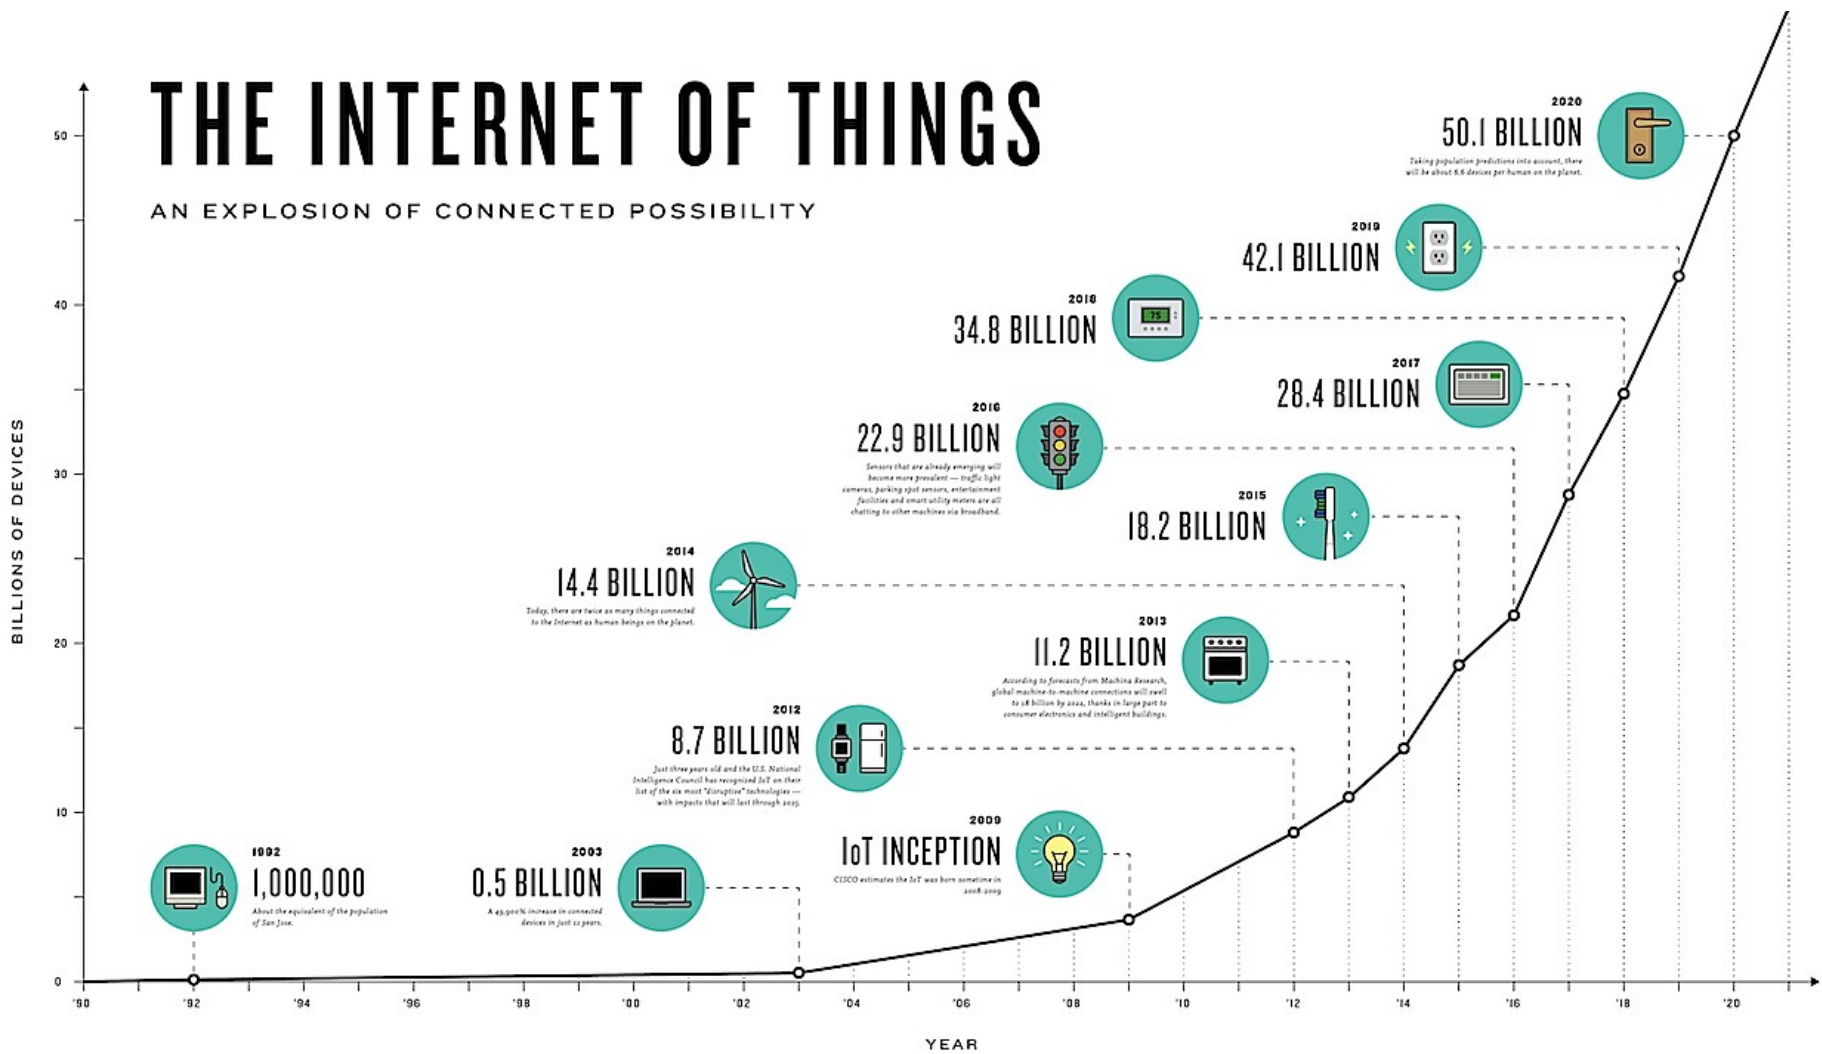 THE INTERNET OF THINGS
AN EXPLOSION OF CONNECTED POSSIBILITY
2020
50.1 BILLION
Taking population predictions into account, there
will be about 6.6 devices per human on the planet.
2019
42.1 BILLION
2018
34.8 BILLION
75
2017
28.4 BILLION
2016
22.9 BILLION
Sensors that are already emerging will
become more prevalent — traffic light
cameras, parking spot sensors, entertainment
facilities and smart utility meters are all
chatting to other machines via broadband.
2015
18.2 BILLION
2014
14.4 BILLION
Today, there are twice as many things connected
to the Internet as human beings on the planet.
2013
11.2 BILLION
According to forecasts from Machina Research,
global machine-to-machine connections will swell
to 18 billion by 2022, thanks in large part to
consumer electronics and intelligent buildings.
2012
8.7 BILLION
Just three years old and the U.S. National
Intelligence Council has recognized IoT on their
list of the six most "disruptive" technologies —
with impacts that will last through 2025.
2009
IoT INCEPTION
CISCO estimates the IoT was born sometime in
2008-2009
1992
1,000,000
About the equivalent of the population
of San Jose.
2003
0.5 BILLION
A 49,900% increase in connected
devices in just 11 years.
BILLIONS OF DEVICES
50
40
30
20
10
0
'90 '92 '94 '96 '98 '00 '02 '04 '06 '08 '10 '12 '14 '16 '18 '20
YEAR